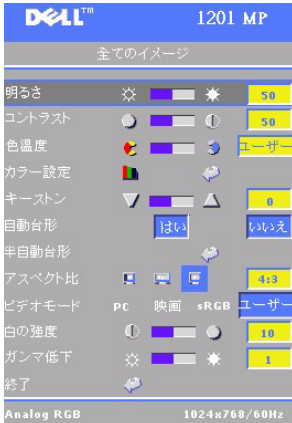 DELL™ 1201 MP
全てのイメージ
明るさ 50
コントラスト 50
色温度 ユーザー
カラー設定
キーストン 0
自動台形 はい いいえ
半自動台形
アスペクト比 4:3
ビデオモード PC 映画 sRGB ユーザー
白の強度 10
ガンマ低下 1
終了
Analog RGB 1024x768/60Hz